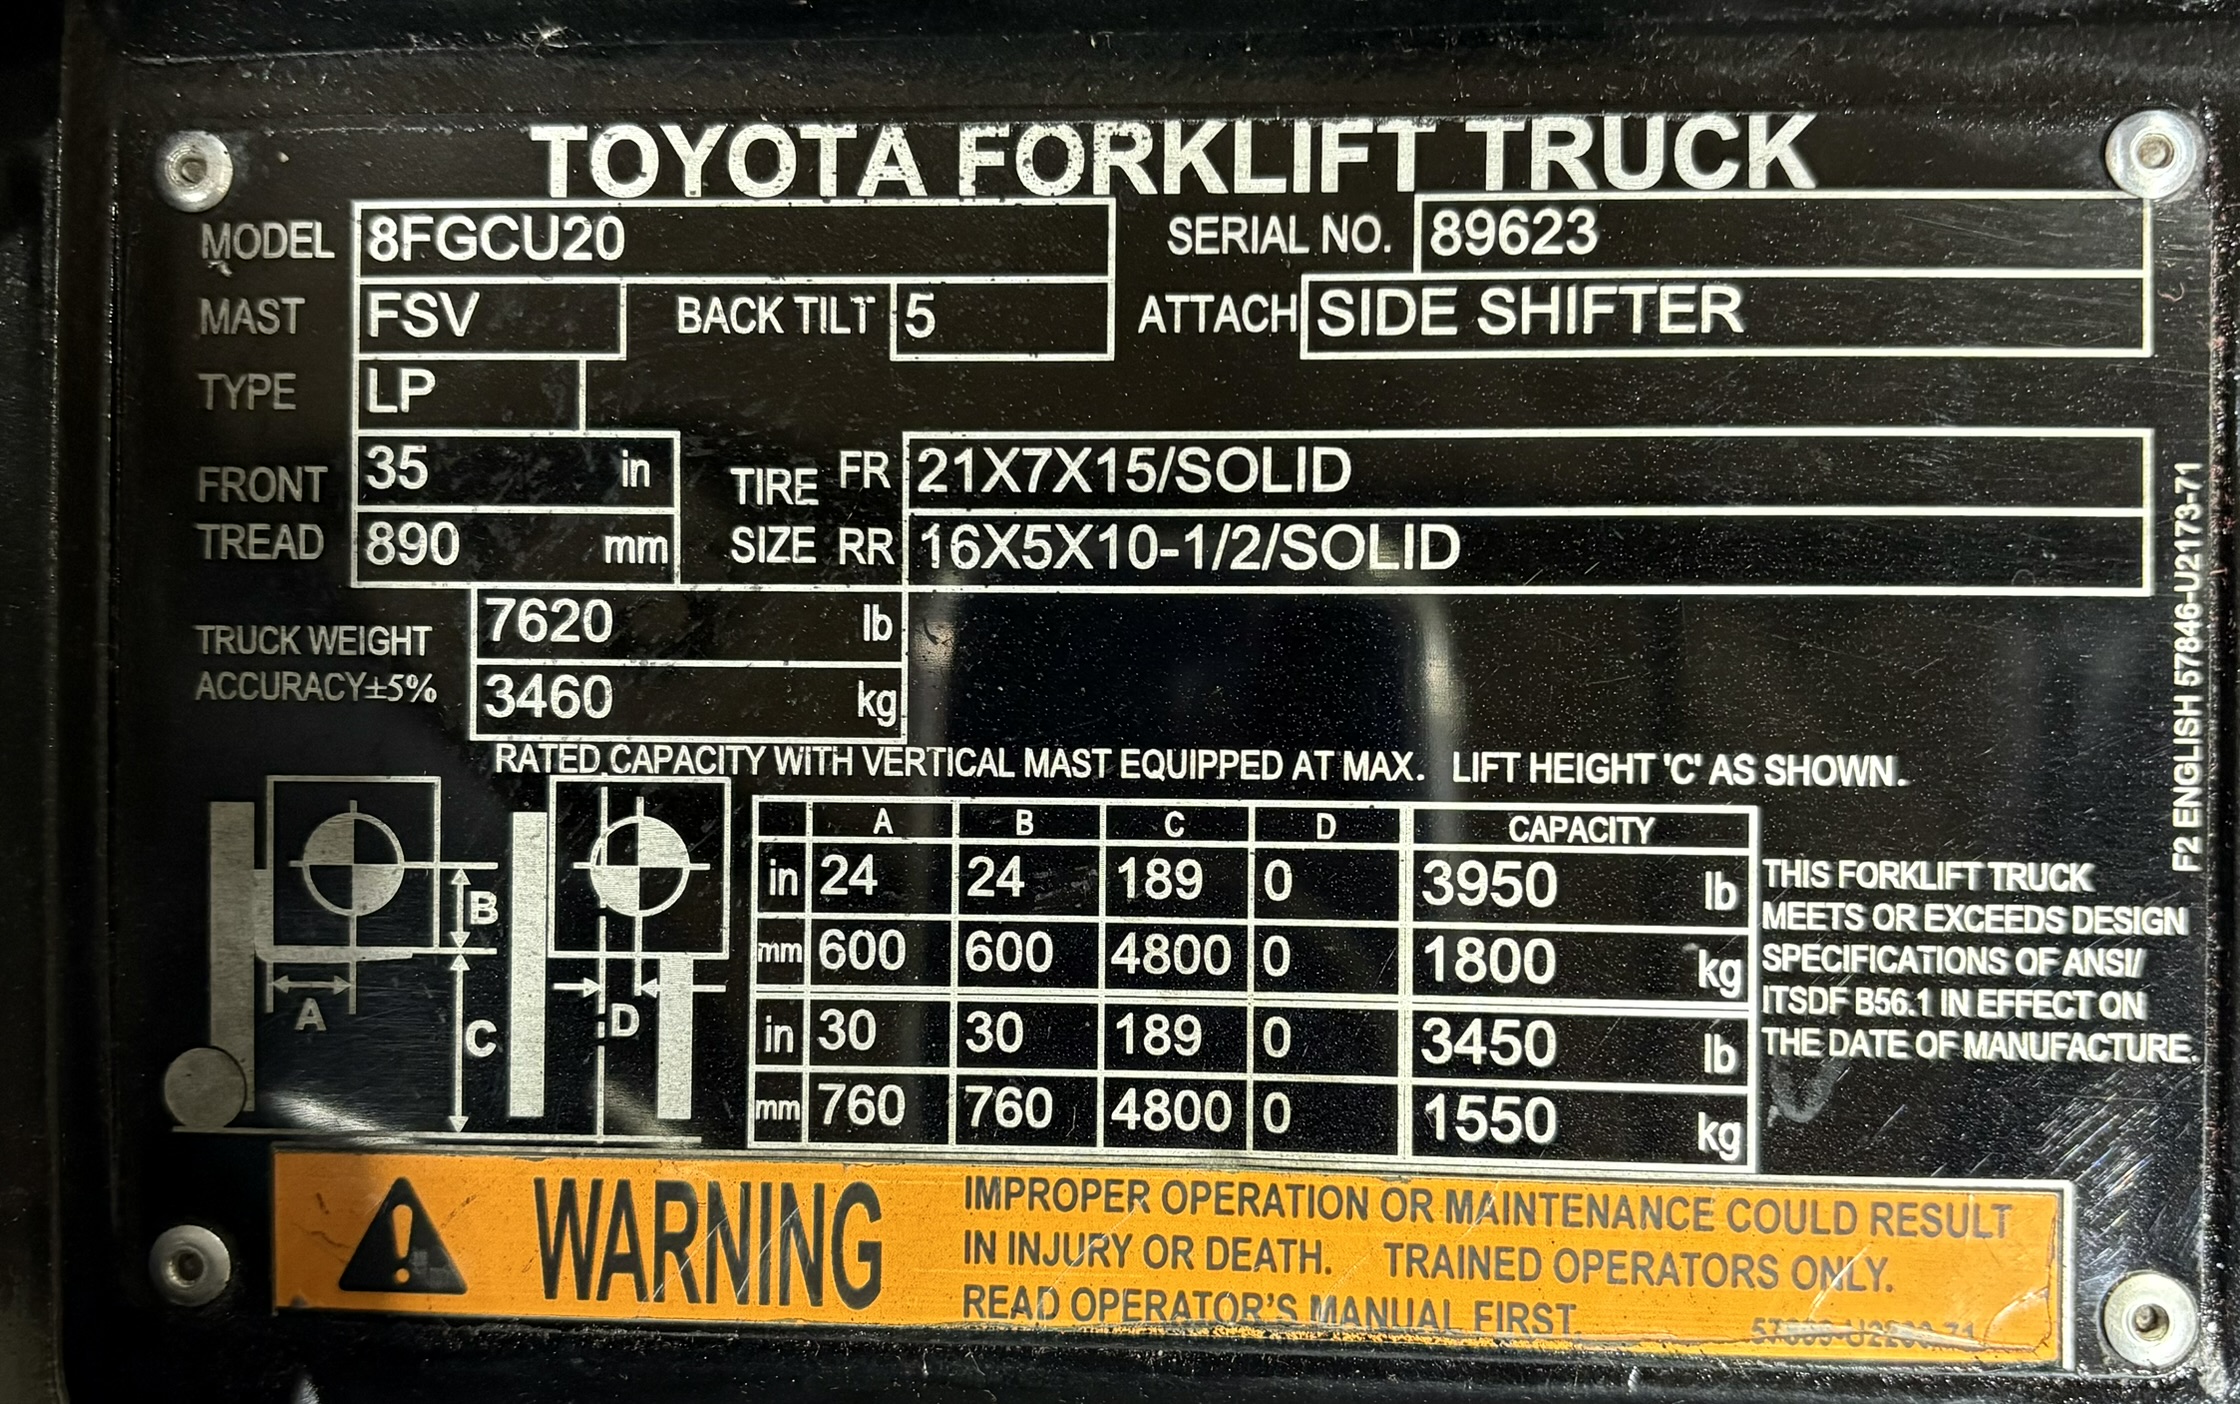 TOYOTA FORKLIFT TRUCK
MODEL 8FGCU20 SERIAL NO. 89623
MAST FSV BACK TILT 5 ATTACH SIDE SHIFTER
TYPE LP
FRONT TREAD 35 in TIRE SIZE FR 21X7X15/SOLID
890 mm RR 16X5X10-1/2/SOLID
TRUCK WEIGHT 7620 lb
ACCURACY±5% 3460 kg
RATED CAPACITY WITH VERTICAL MAST EQUIPPED AT MAX. LIFT HEIGHT 'C' AS SHOWN.
A B C D CAPACITY
in 24 24 189 0 3950 lb
mm 600 600 4800 0 1800 kg
in 30 30 189 0 3450 lb
mm 760 760 4800 0 1550 kg
B
A
C
D
THIS FORKLIFT TRUCK
MEETS OR EXCEEDS DESIGN
SPECIFICATIONS OF ANSI/
ITSDF B56.1 IN EFFECT ON
THE DATE OF MANUFACTURE.
F2 ENGLISH 57846-U2173-71
WARNING
IMPROPER OPERATION OR MAINTENANCE COULD RESULT
IN INJURY OR DEATH. TRAINED OPERATORS ONLY.
READ OPERATOR'S MANUAL FIRST.